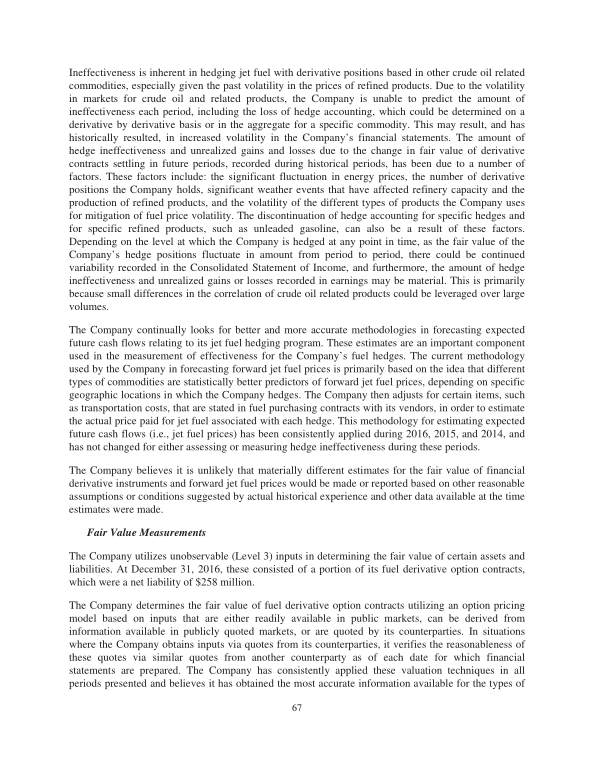 Ineffectiveness is inherent in hedging jet fuel with derivative positions based in other crude oil related
commodities, especially given the past volatility in the prices of refined products. Due to the volatility
in markets for crude oil and related products, the Company is unable to predict the amount of
ineffectiveness each period, including the loss of hedge accounting, which could be determined on a
derivative by derivative basis or in the aggregate for a specific commodity. This may result, and has
historically resulted, in increased volatility in the Company's financial statements. The amount of
hedge ineffectiveness and unrealized gains and losses due to the change in fair value of derivative
contracts settling in future periods, recorded during historical periods, has been due to a number of
factors. These factors include: the significant fluctuation in energy prices, the number of derivative
positions the Company holds, significant weather events that have affected refinery capacity and the
production of refined products, and the volatility of the different types of products the Company uses
for mitigation of fuel price volatility. The discontinuation of hedge accounting for specific hedges and
for specific refined products, such as unleaded gasoline, can also be a result of these factors.
Depending on the level at which the Company is hedged at any point in time, as the fair value of the
Company's hedge positions fluctuate in amount from period to period, there could be continued
variability recorded in the Consolidated Statement of Income, and furthermore, the amount of hedge
ineffectiveness and unrealized gains or losses recorded in earnings may be material. This is primarily
because small differences in the correlation of crude oil related products could be leveraged over large
volumes.
The Company continually looks for better and more accurate methodologies in forecasting expected
future cash flows relating to its jet fuel hedging program. These estimates are an important component
used in the measurement of effectiveness for the Company's fuel hedges. The current methodology
used by the Company in forecasting forward jet fuel prices is primarily based on the idea that different
types of commodities are statistically better predictors of forward jet fuel prices, depending on specific
geographic locations in which the Company hedges. The Company then adjusts for certain items, such
as transportation costs, that are stated in fuel purchasing contracts with its vendors, in order to estimate
the actual price paid for jet fuel associated with each hedge. This methodology for estimating expected
future cash flows (i.e., jet fuel prices) has been consistently applied during 2016, 2015, and 2014, and
has not changed for either assessing or measuring hedge ineffectiveness during these periods.
The Company believes it is unlikely that materially different estimates for the fair value of financial
derivative instruments and forward jet fuel prices would be made or reported based on other reasonable
assumptions or conditions suggested by actual historical experience and other data available at the time
estimates were made.
Fair Value Measurements
The Company utilizes unobservable (Level 3) inputs in determining the fair value of certain assets and
liabilities. At December 31, 2016, these consisted of a portion of its fuel derivative option contracts,
which were a net liability of $258 million.
The Company determines the fair value of fuel derivative option contracts utilizing an option pricing
model based on inputs that are either readily available in public markets, can be derived from
information available in publicly quoted markets, or are quoted by its counterparties. In situations
where the Company obtains inputs via quotes from its counterparties, it verifies the reasonableness of
these quotes via similar quotes from another counterparty as of each date for which financial
statements are prepared. The Company has consistently applied these valuation techniques in all
periods presented and believes it has obtained the most accurate information available for the types of
67